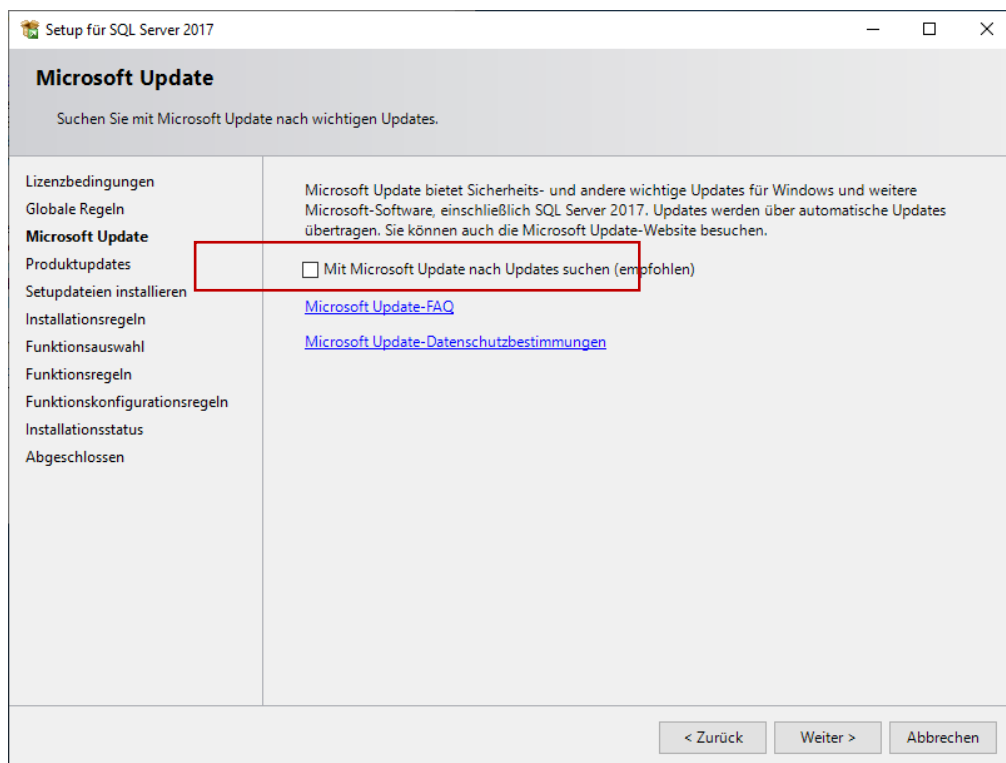 Setup für SQL Server 2017
Microsoft Update
Suchen Sie mit Microsoft Update nach wichtigen Updates.
Lizenzbedingungen
Globale Regeln
Microsoft Update
Produktupdates
Setupdateien installieren
Installationsregeln
Funktionsauswahl
Funktionsregeln
Funktionskonfigurationsregeln
Installationsstatus
Abgeschlossen
Microsoft Update bietet Sicherheits- und andere wichtige Updates für Windows und weitere
Microsoft-Software, einschließlich SQL Server 2017. Updates werden über automatische Updates
übertragen. Sie können auch die Microsoft Update-Website besuchen.
Mit Microsoft Update nach Updates suchen (empfohlen)
Microsoft Update-FAQ
Microsoft Update-Datenschutzbestimmungen
< Zurück
Weiter >
Abbrechen